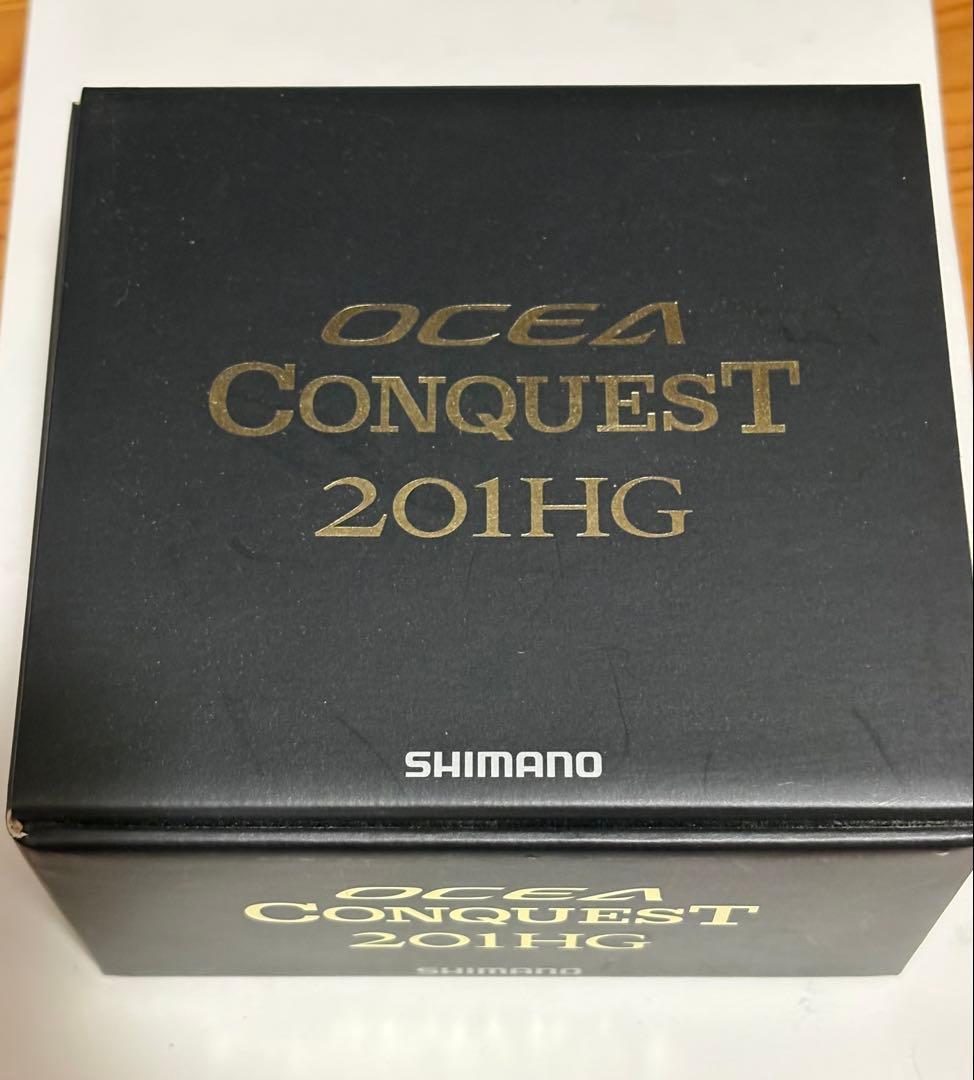 OCEA
CONQUEST
201HG
SHIMANO
OCEA
CONQUEST
201HG
SHIMANO